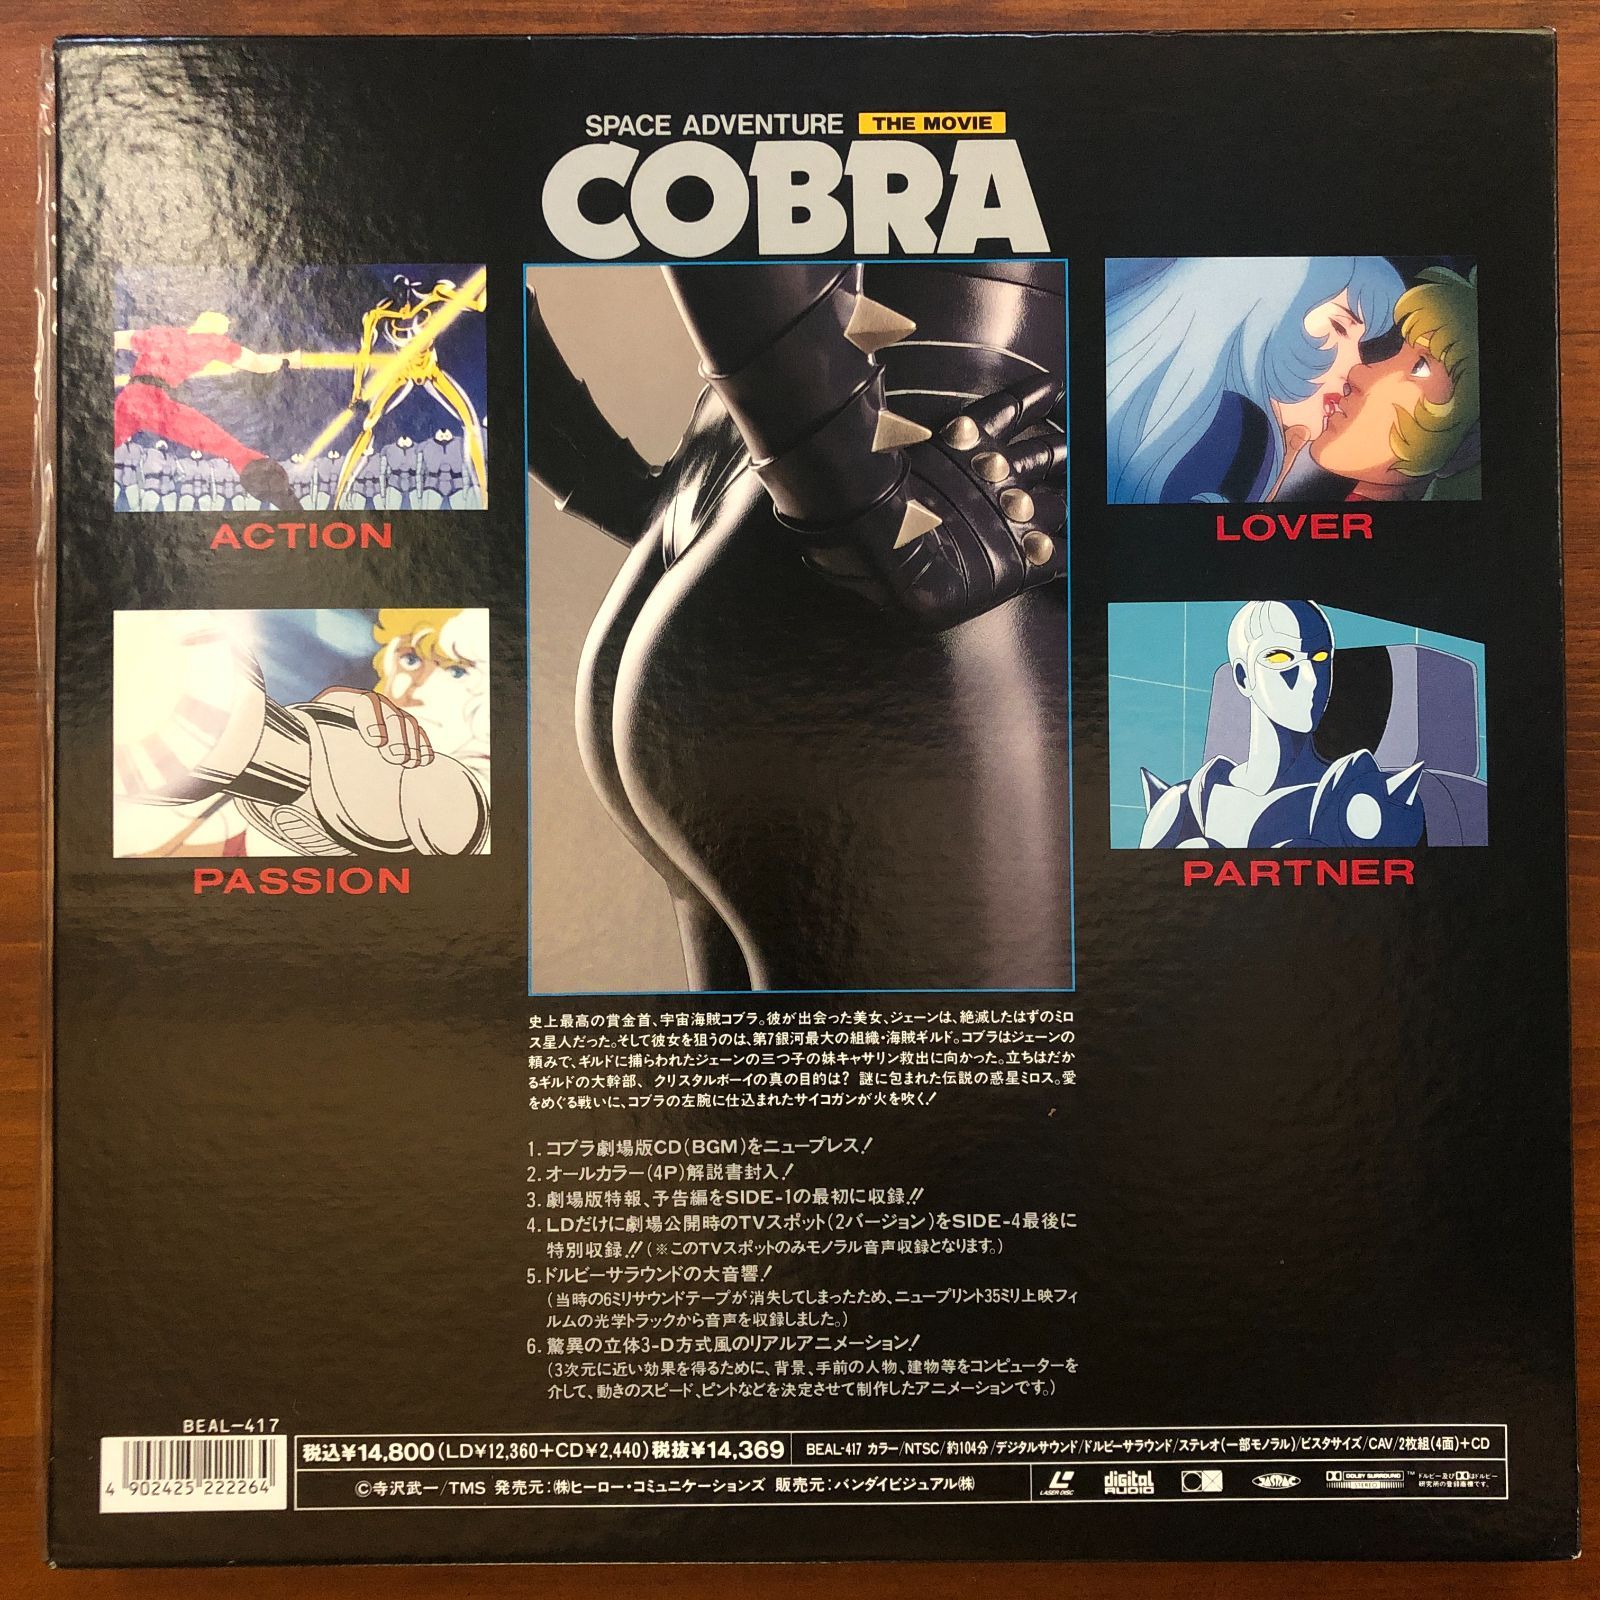 SPACE ADVENTURE THE MOVIE
COBRA
ACTION
LOVER
PASSION
PARTNER
史上最高の賞金首、宇宙海賊コブラ。彼が出会った美女、ジェーンは、絶滅したはずのミロ
ス星人だった。そして彼女を狙うのは、第7銀河最大の組織・海賊ギルド。コブラはジェーンの
頼みで、ギルドに捕らわれたジェーンの三つ子の妹キャサリン救出に向かった。立ちはだか
るギルドの大幹部、クリスタルボーイの真の目的は？ 謎に包まれた伝説の惑星ミロス。愛
をめぐる戦いに、コブラの左腕に仕込まれたサイコガンが火を吹く！
1. コブラ劇場版CD(BGM)をニュープレス！
2. オールカラー(4P)解説書封入！
3. 劇場版特報、予告編をSIDE-1の最初に収録！！
4. LDだけに劇場公開時のTVスポット(2バージョン)をSIDE-4最後に
特別収録！！(※このTVスポットのみモノラル音声収録となります。)
5. ドルビーサラウンドの大音響！
(当時の6ミリサウンドテープが消失してしまったため、ニュープリント35ミリ上映フィ
ルムの光学トラックから音声を収録しました。)
6. 驚異の立体3-D方式風のリアルアニメーション！
(3次元に近い効果を得るために、背景、手前の人物、建物等をコンピューターを
介して、動きのスピード、ピントなどを決定させて制作したアニメーションです。)
BEAL-417
4 902425 222264
税込¥14,800(LD¥12,360+CD¥2,440)税抜¥14,369
BEAL-417 カラー/NTSC/約104分/デジタルサウンド/ドルビーサラウンド/ステレオ(一部モノラル)/ビスタサイズ/CAV/2枚組(4面)+CD
©寺沢武一/TMS 発売元:㈱ヒーロー・コミュニケーションズ 販売元:バンダイビジュアル㈱
LASER DISC
digital AUDIO
JASRAC
DOLBY SURROUND ™
STEREO
ドルビー及びDDはドルビー
研究所の登録商標です。